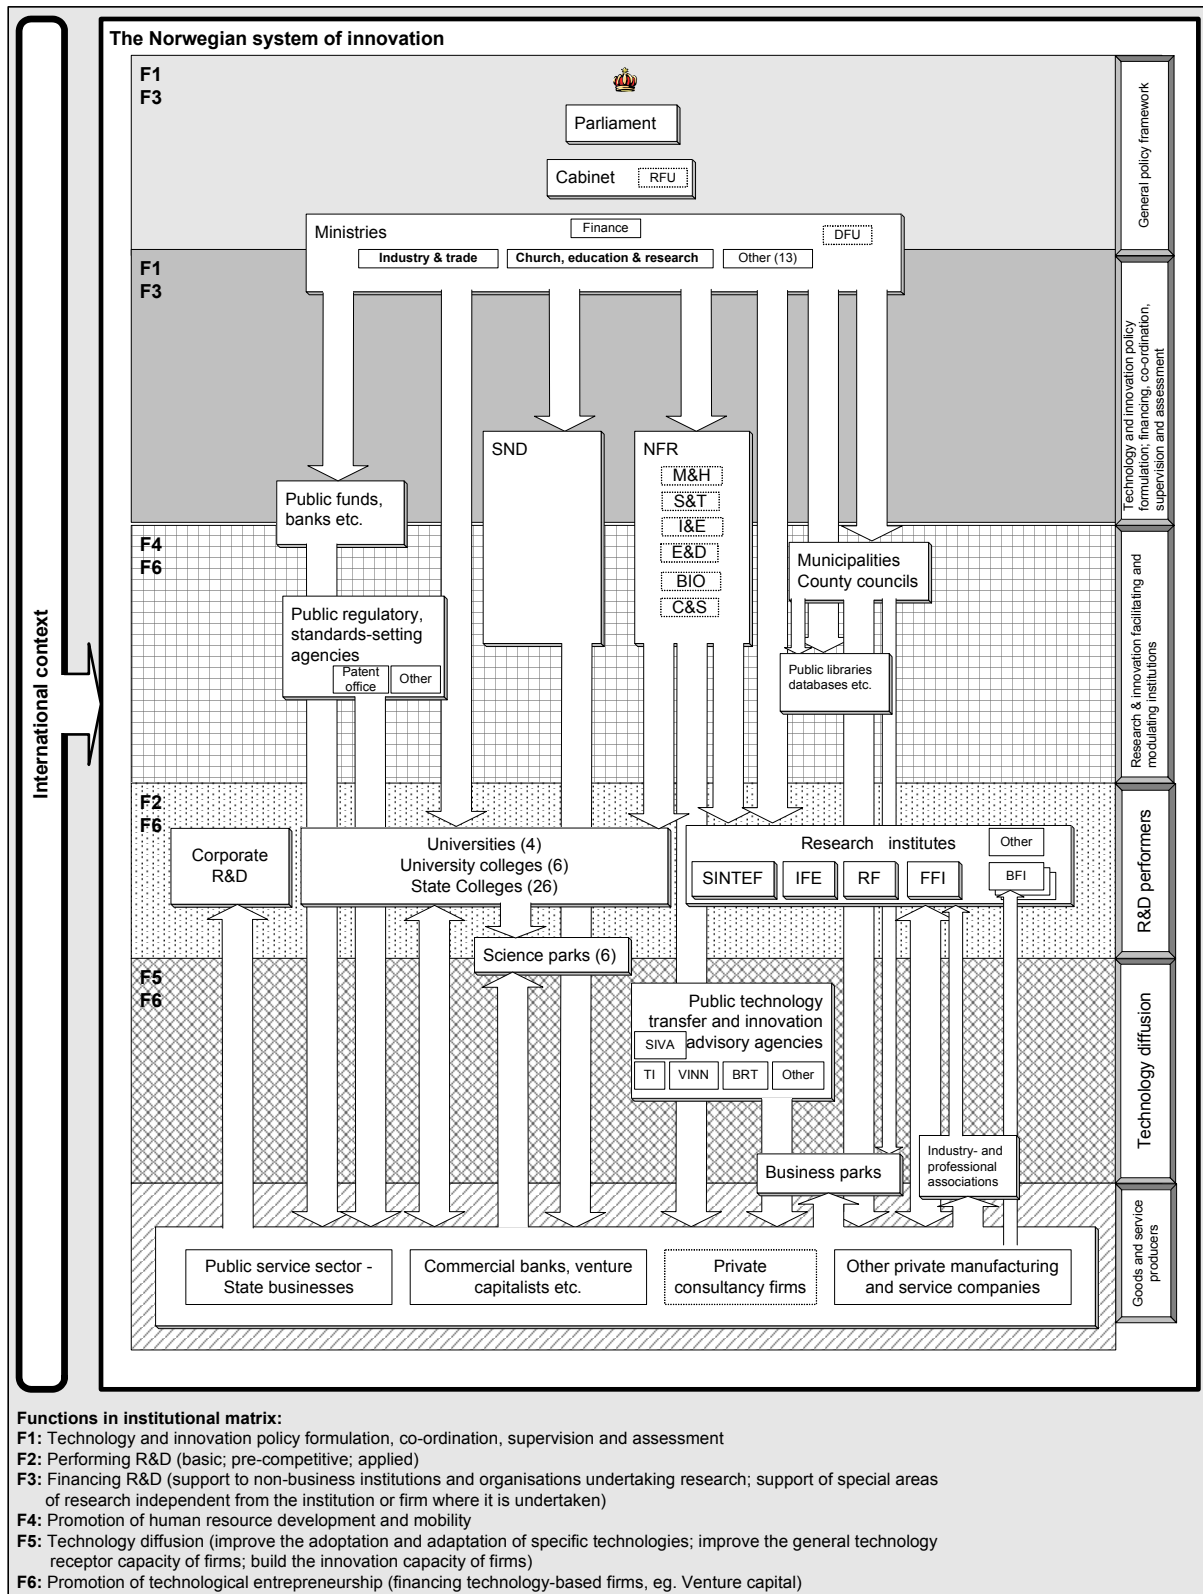 The Norwegian system of innovation
F1
F3
Parliament
Cabinet
RFU
Ministries
Finance
DFU
Industry & trade
Church, education & research
Other (13)
General policy framework
F1
F3
SND
NFR
M&H
S&T
I&E
E&D
BIO
C&S
Public funds,
banks etc.
Technology and innovation policy
formulation; financing, co-ordination,
supervision and assessment
F4
F6
Municipalities
County councils
Public regulatory,
standards-setting
agencies
Patent
office
Other
Public libraries
databases etc.
Research & innovation facilitating and
modulating institutions
International context
F2
F6
Corporate
R&D
Universities (4)
University colleges (6)
State Colleges (26)
Research institutes
Other
SINTEF
IFE
RF
FFI
BFI
Science parks (6)
R&D performers
F5
F6
Public technology
transfer and innovation
advisory agencies
SIVA
TI
VINN
BRT
Other
Business parks
Industry- and
professional
associations
Technology diffusion
Public service sector -
State businesses
Commercial banks, venture
capitalists etc.
Private
consultancy firms
Other private manufacturing
and service companies
Goods and service
producers
Functions in institutional matrix:
F1: Technology and innovation policy formulation, co-ordination, supervision and assessment
F2: Performing R&D (basic; pre-competitive; applied)
F3: Financing R&D (support to non-business institutions and organisations undertaking research; support of special areas
of research independent from the institution or firm where it is undertaken)
F4: Promotion of human resource development and mobility
F5: Technology diffusion (improve the adoption and adaptation of specific technologies; improve the general technology
receptor capacity of firms; build the innovation capacity of firms)
F6: Promotion of technological entrepreneurship (financing technology-based firms, eg. Venture capital)